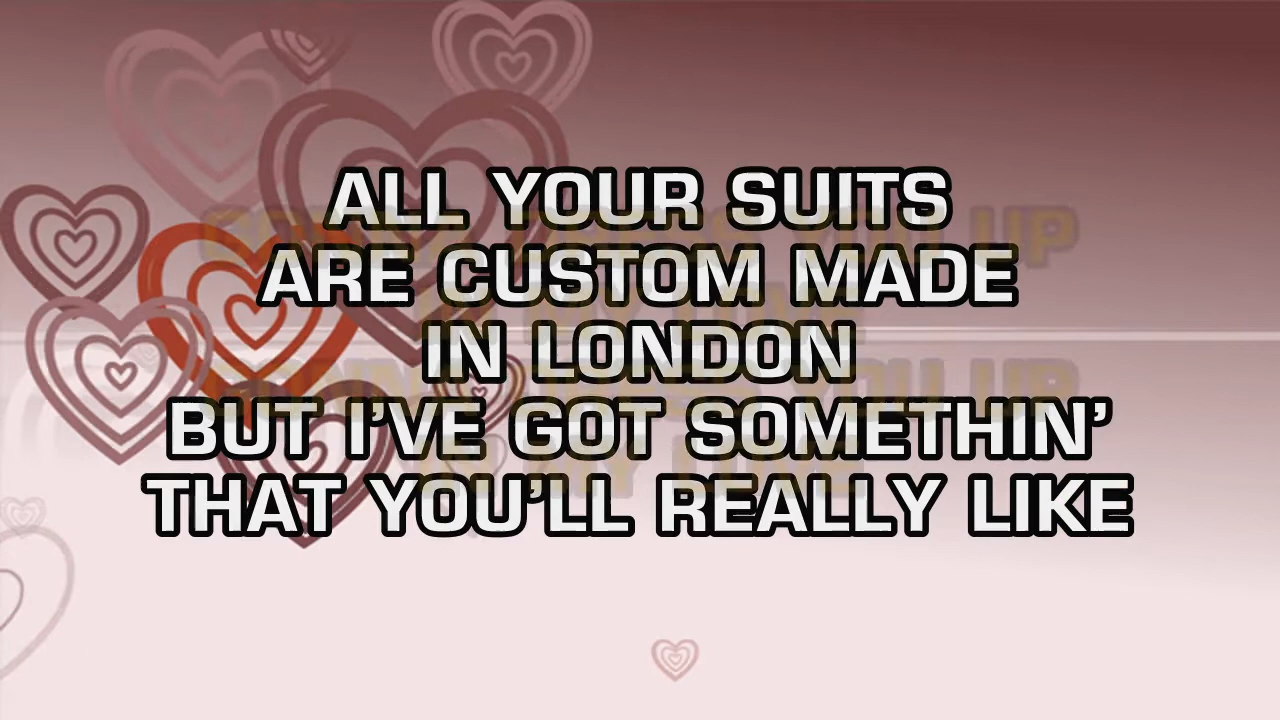 ALL YOUR SUITS
ARE CUSTOM MADE
IN LONDON
BUT I'VE GOT SOMETHIN'
THAT YOU'LL REALLY LIKE